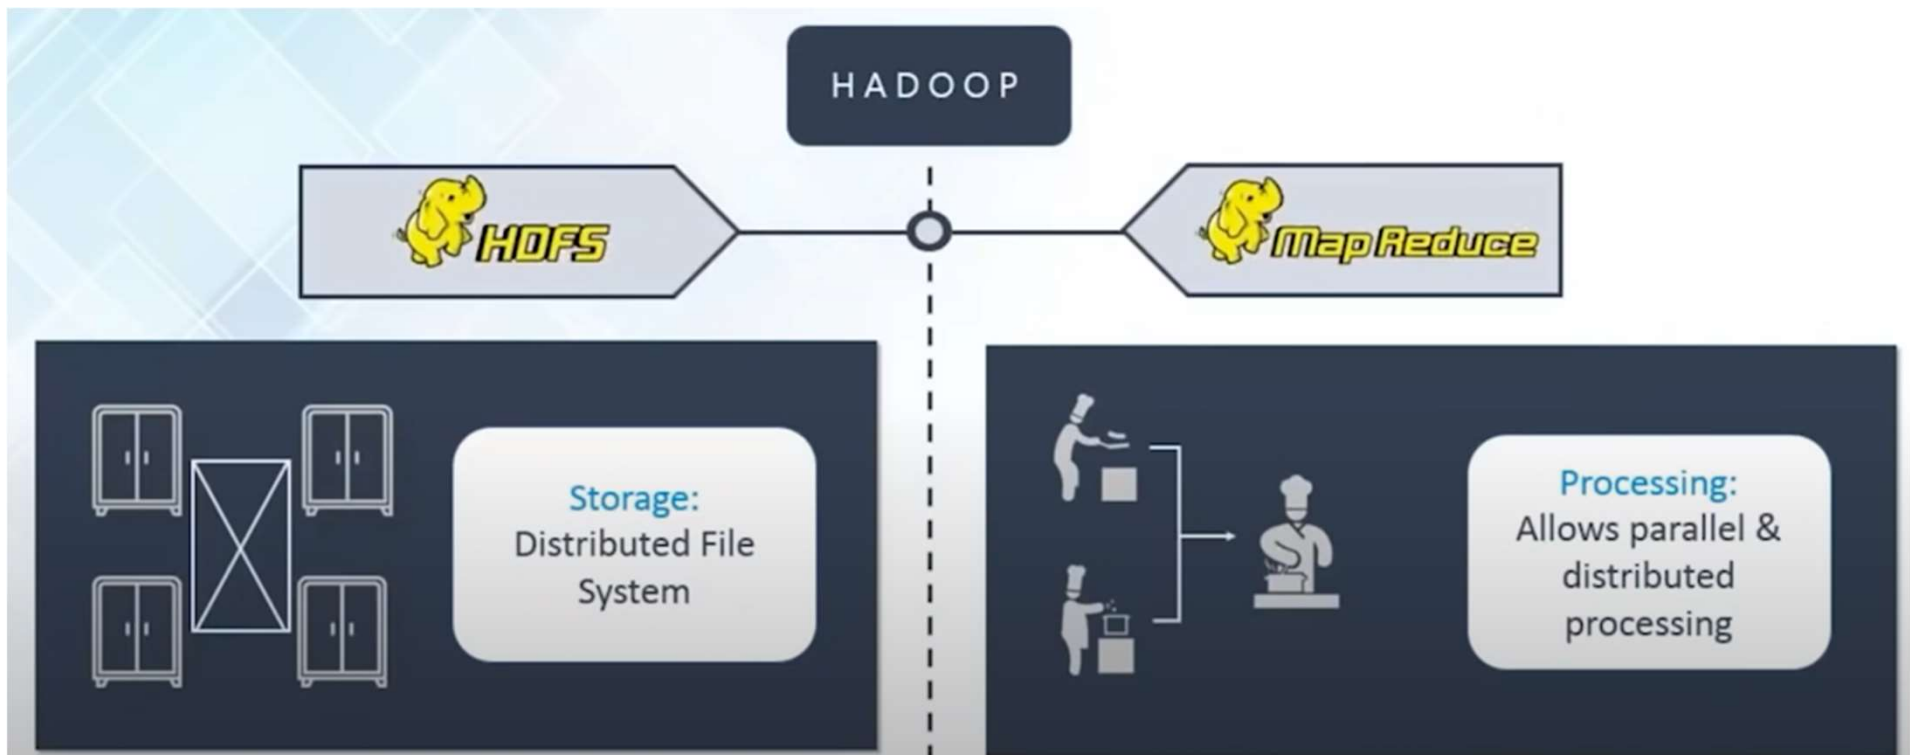 HADOOP
HDFS
Map Reduce
Storage:
Distributed File
System
Processing:
Allows parallel &
distributed
processing